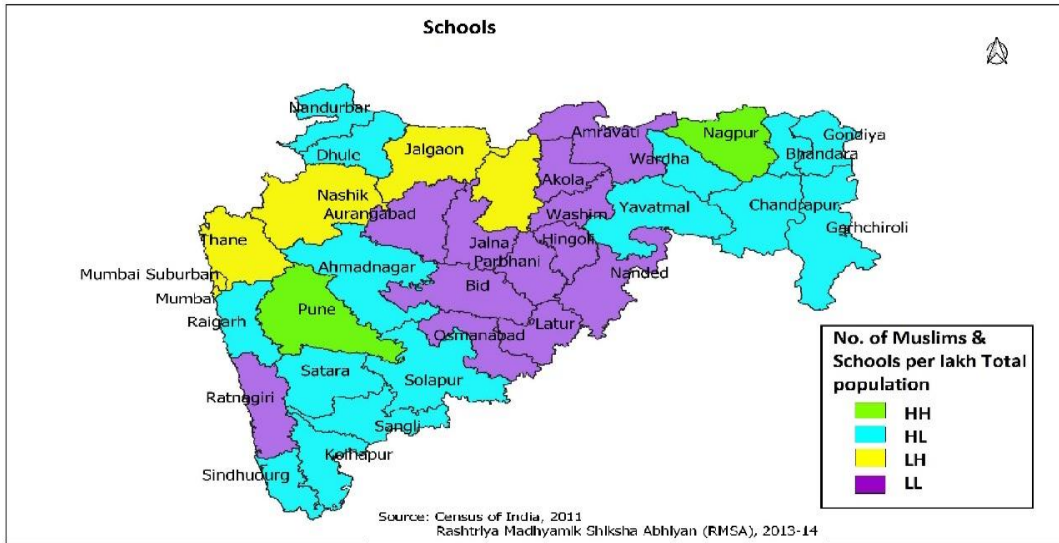 Schools
Nandurbar
Dhule
Jalgaon
Amravati
Nagpur
Gondiya
Bhandara
Wardha
Akola
Nashik
Aurangabad
Washim
Yavatmal
Chandrapur
Garhchiroli
Thane
Jalna
Hingoli
Parbhani
Ahmadnagar
Nanded
Mumbai Suburban
Mumbai
Bid
Pune
Raigarh
Latur
Osmanabad
Satara
Solapur
Ratnagiri
Sangli
Kolhapur
Sindhudurg
No. of Muslims &
Schools per lakh Total
population
HH
HL
LH
LL
Source: Census of India, 2011
Rashtriya Madhyamik Shiksha Abhiyan (RMSA), 2013-14